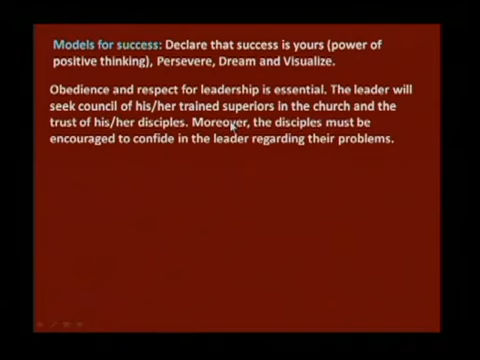 Models for success: Declare that success is yours (power of
positive thinking), Persevere, Dream and Visualize.
Obedience and respect for leadership is essential. The leader will
seek council of his/her trained superiors in the church and the
trust of his/her disciples. Moreover, the disciples must be
encouraged to confide in the leader regarding their problems.